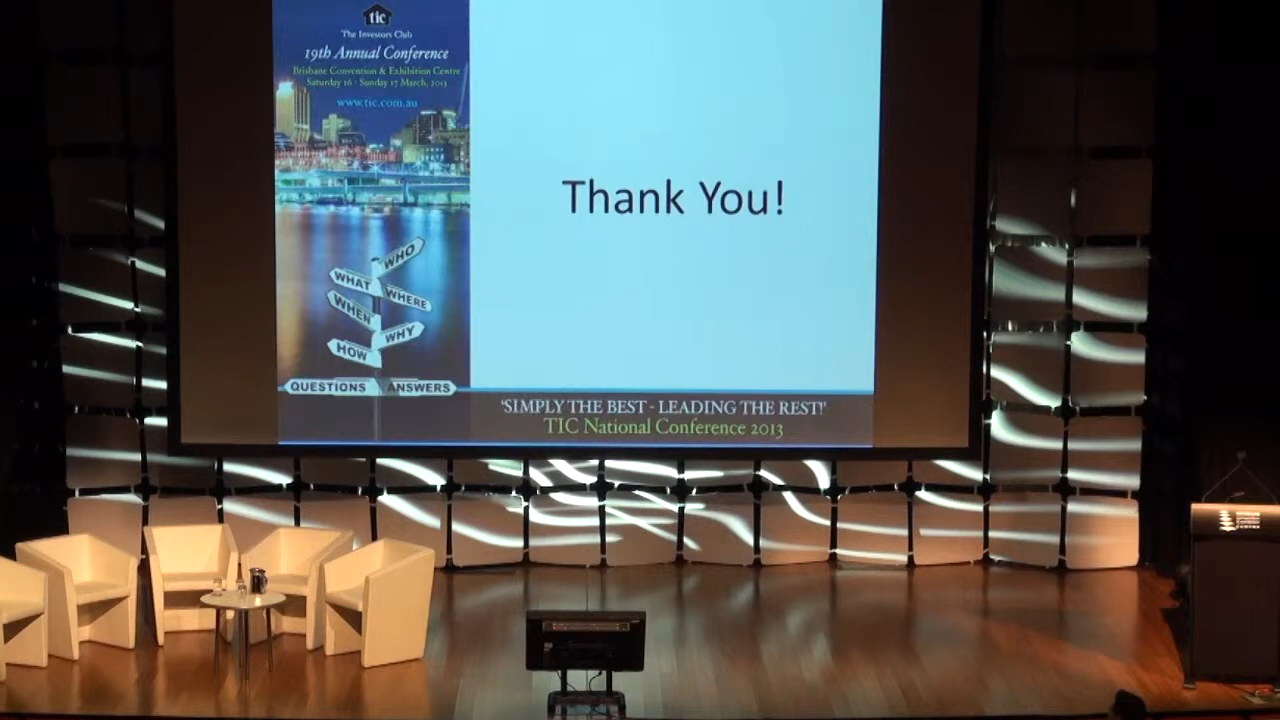 tic
The Investors Club
19th Annual Conference
Brisbane Convention & Exhibition Centre
Saturday 16 - Sunday 17 March, 2013
www.tic.com.au
Thank You!
WHO
WHAT
WHERE
WHEN
WHY
HOW
QUESTIONS ANSWERS
'SIMPLY THE BEST - LEADING THE REST!'
TIC National Conference 2013